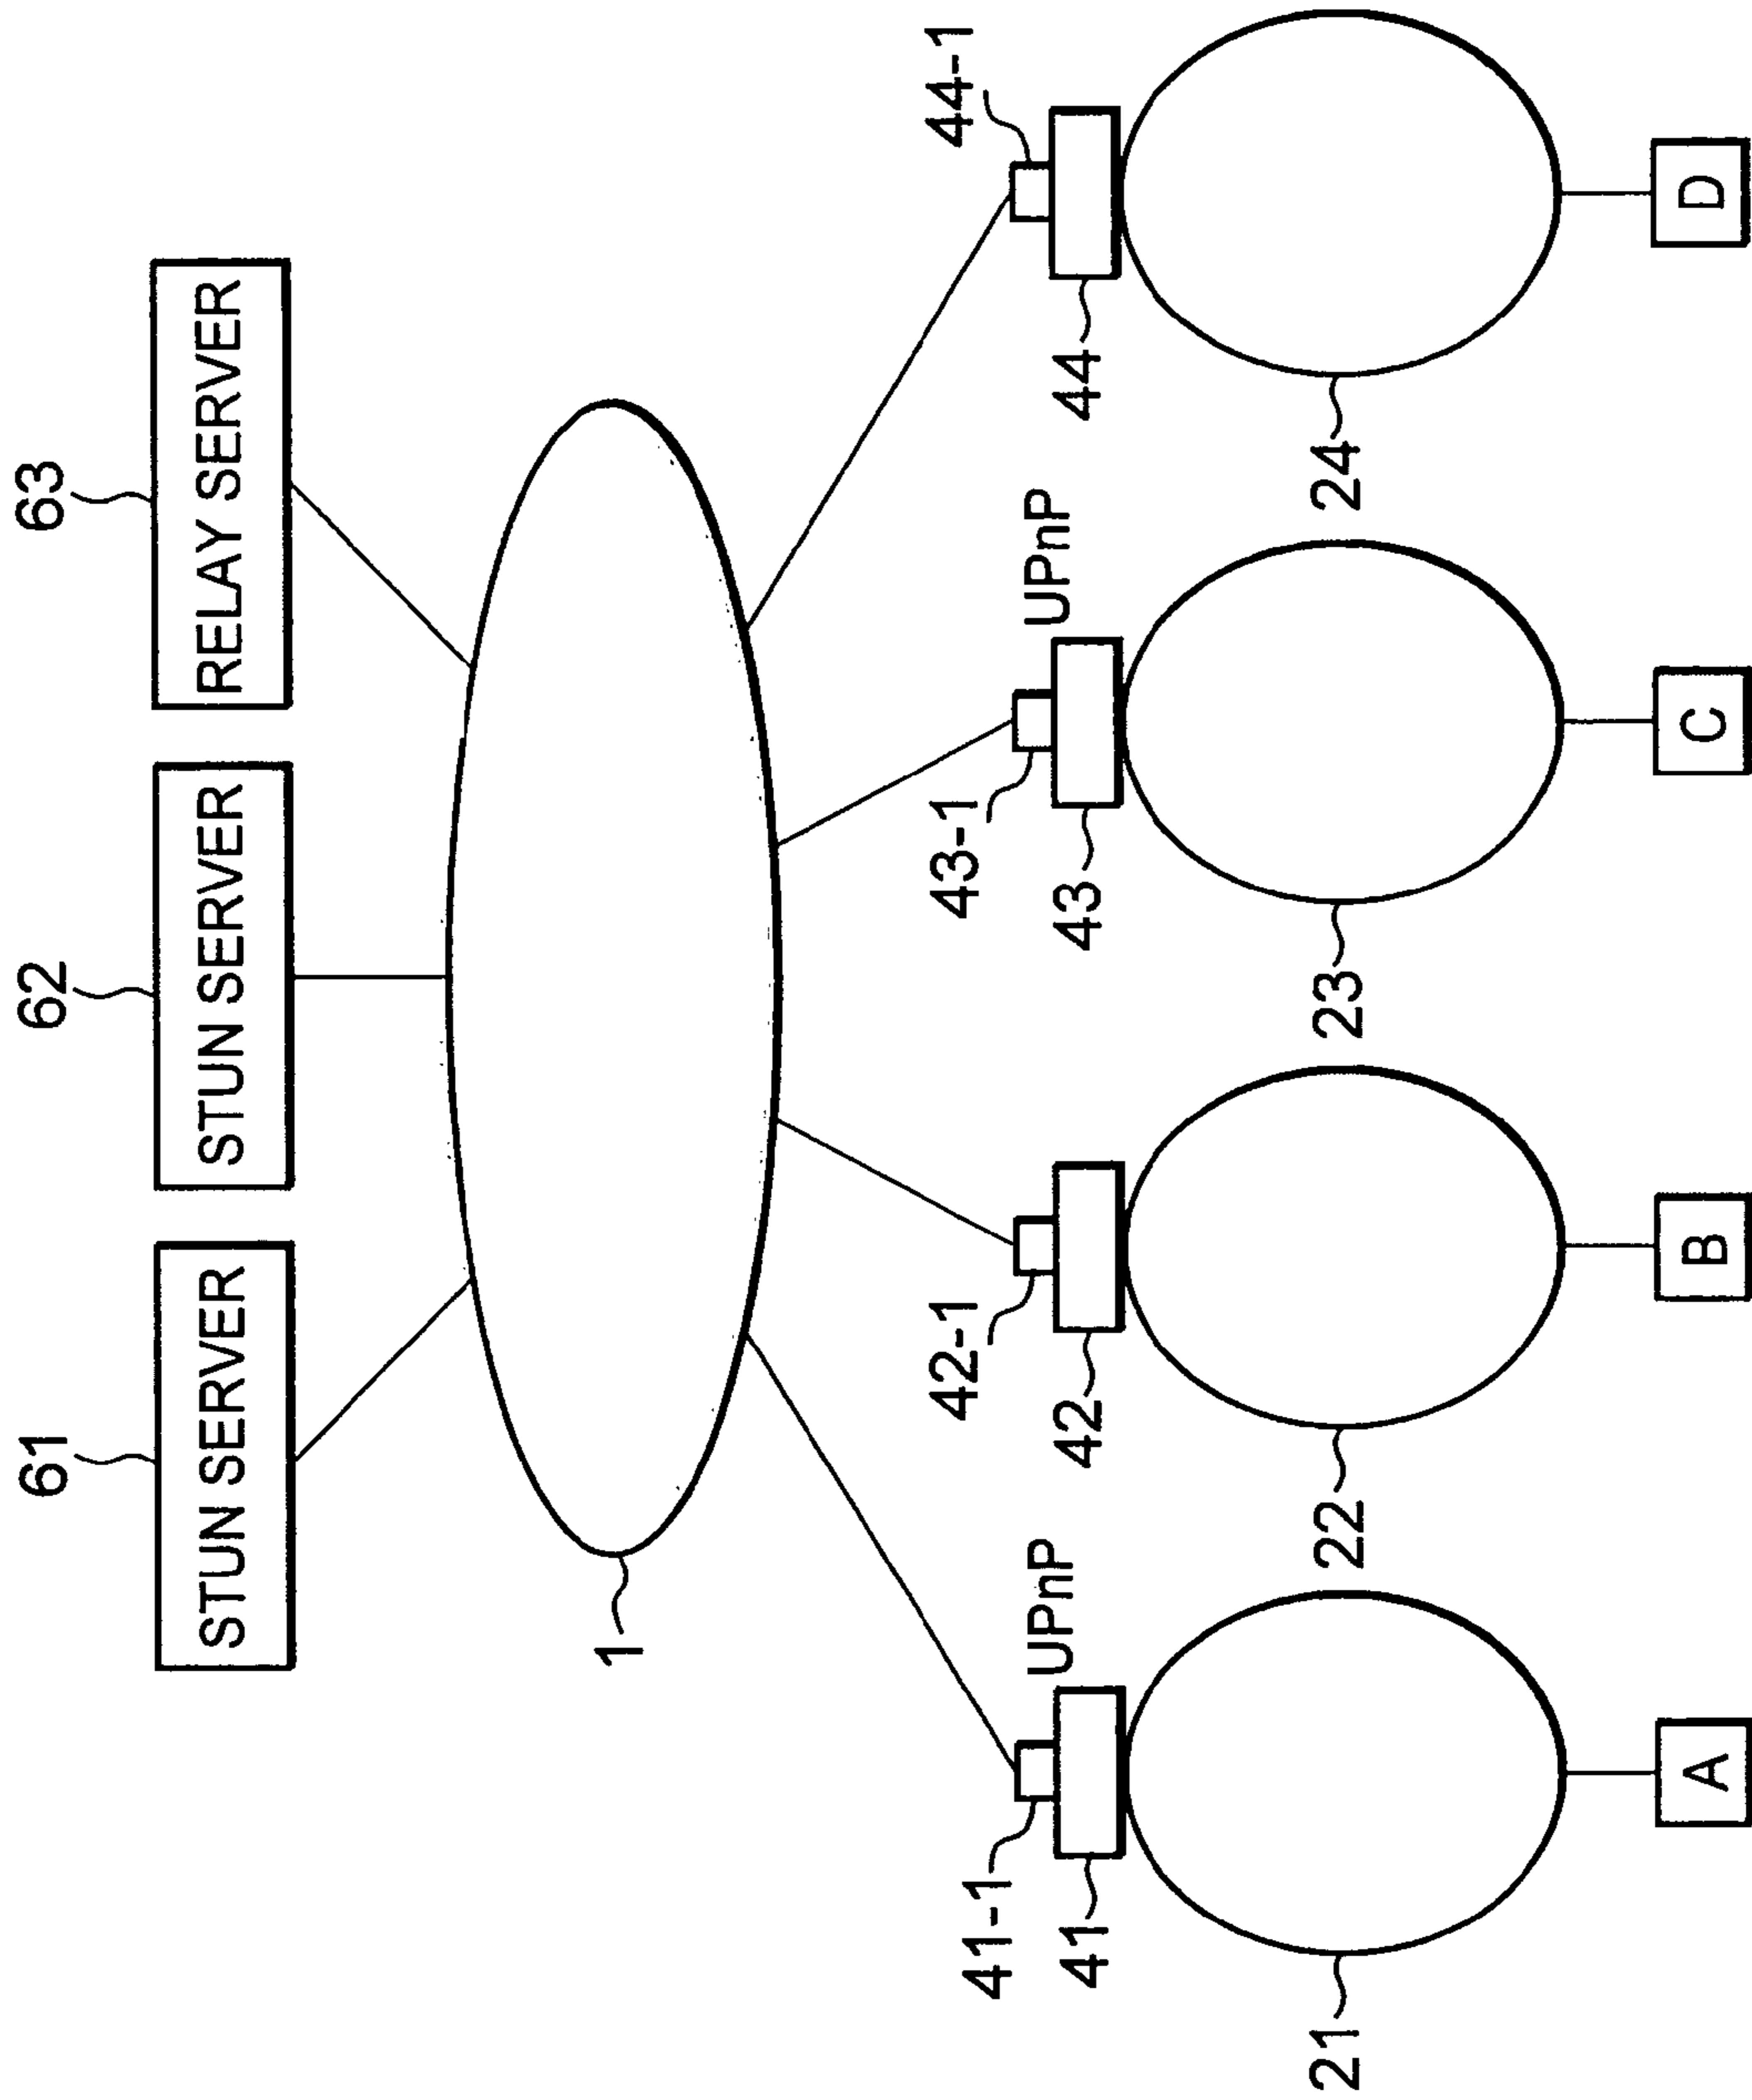 61
62
63
STUN SERVER
STUN SERVER
RELAY SERVER
1
41-1
UPnP
42-1
43-1
UPnP
44-1
41
42
43
44
21
22
23
24
A
B
C
D